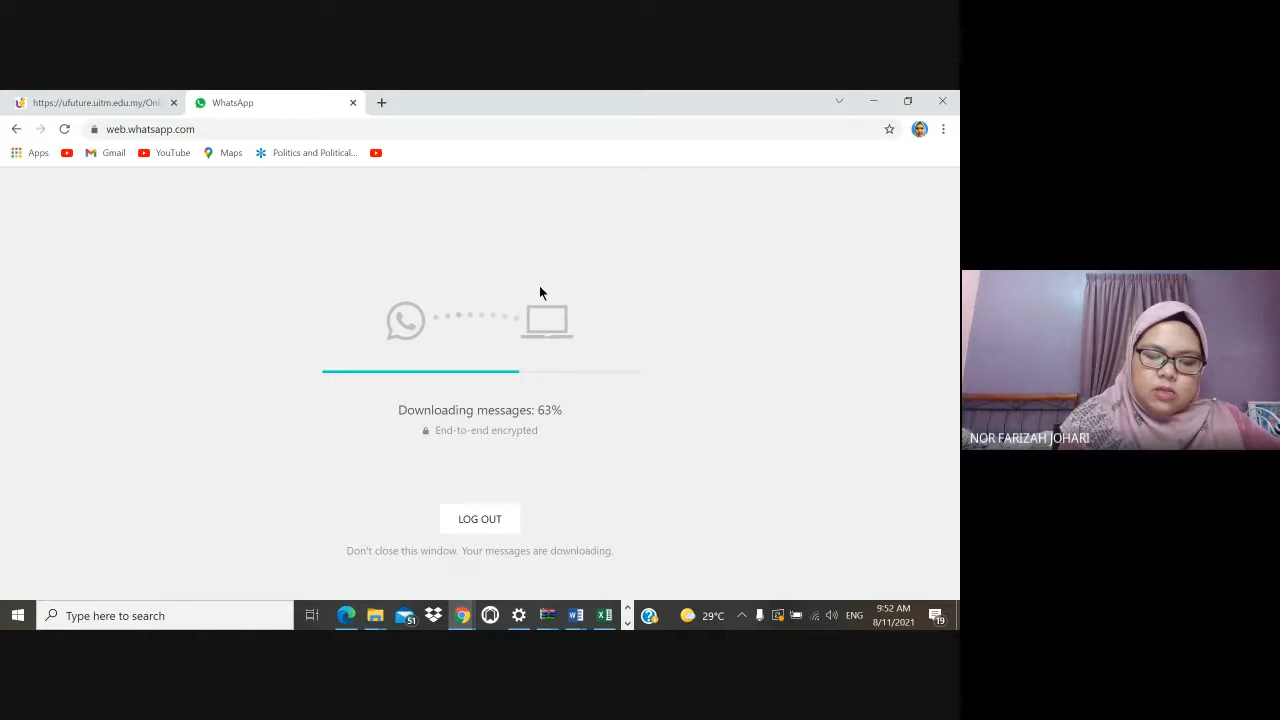 https://ufuture.uitm.edu.my/Onl
WhatsApp
web.whatsapp.com
Apps
Gmail
YouTube
Maps
Politics and Political...
Downloading messages: 63%
End-to-end encrypted
LOG OUT
Don't close this window. Your messages are downloading.
NOR FARIZAH JOHARI
Type here to search
51
29°C
ENG
9:52 AM
8/11/2021
19